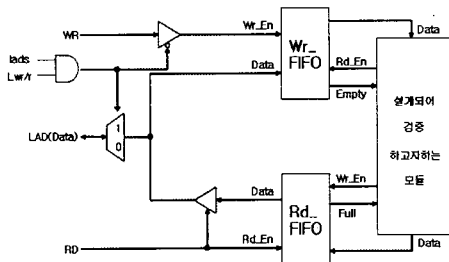 WR
Wr_En
Wr_
FIFO
Data
Iads
Lwr/r
Data
Rd_En
Empty
1
0
LAD(Data)
설계되어
검증
하고자하는
모듈
Wr_En
Data
Rd_
FIFO
Full
RD
Rd_En
Data